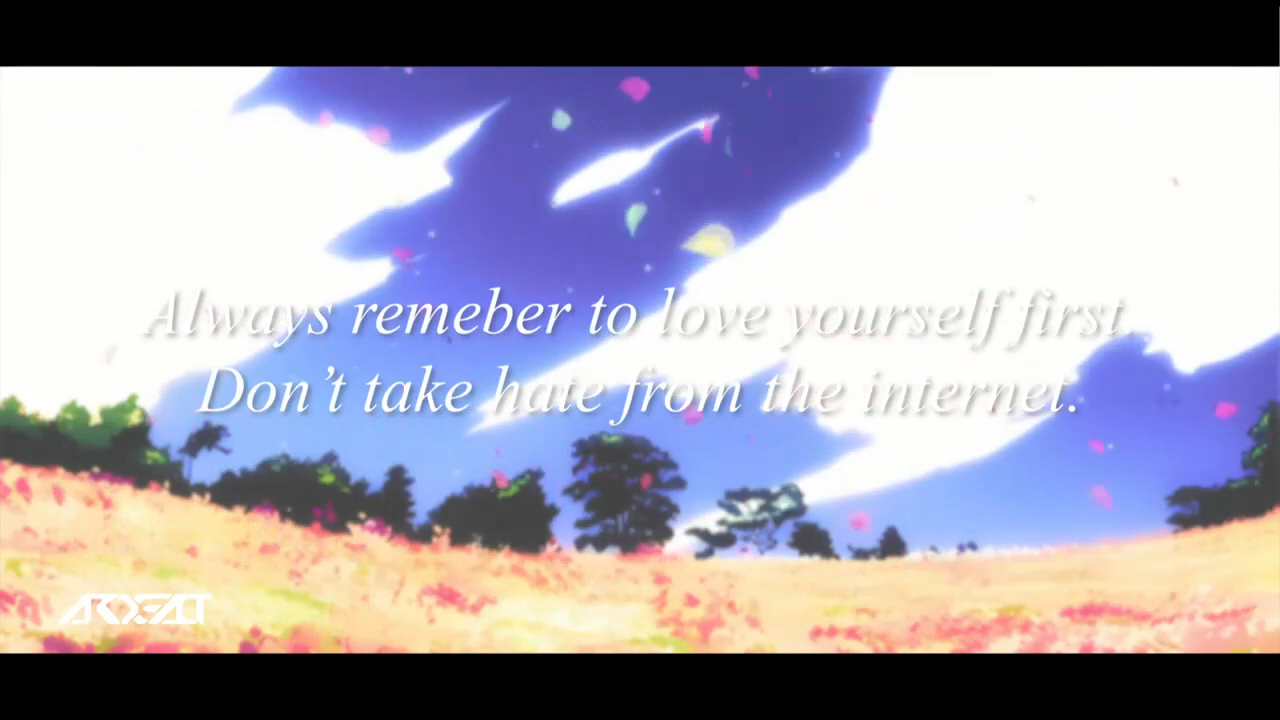 Always remeber to love yourself first.
Don’t take hate from the internet.